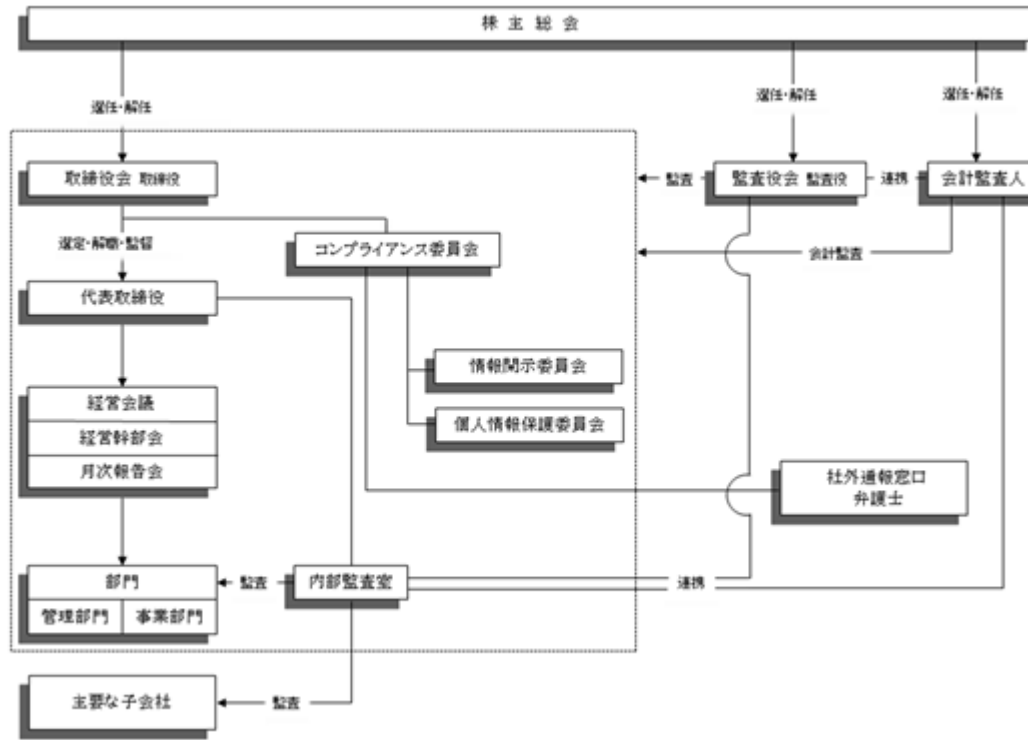 株主総会
選任・解任
選任・解任
選任・解任
取締役会 取締役
監査
監査役会 監査役
連携
会計監査人
選定・解職・監督
コンプライアンス委員会
会計監査
代表取締役
情報開示委員会
経営会議
個人情報保護委員会
経営幹部会
月次報告会
社外通報窓口
弁護士
部門
監査
内部監査室
連携
管理部門
事業部門
主要な子会社
監査